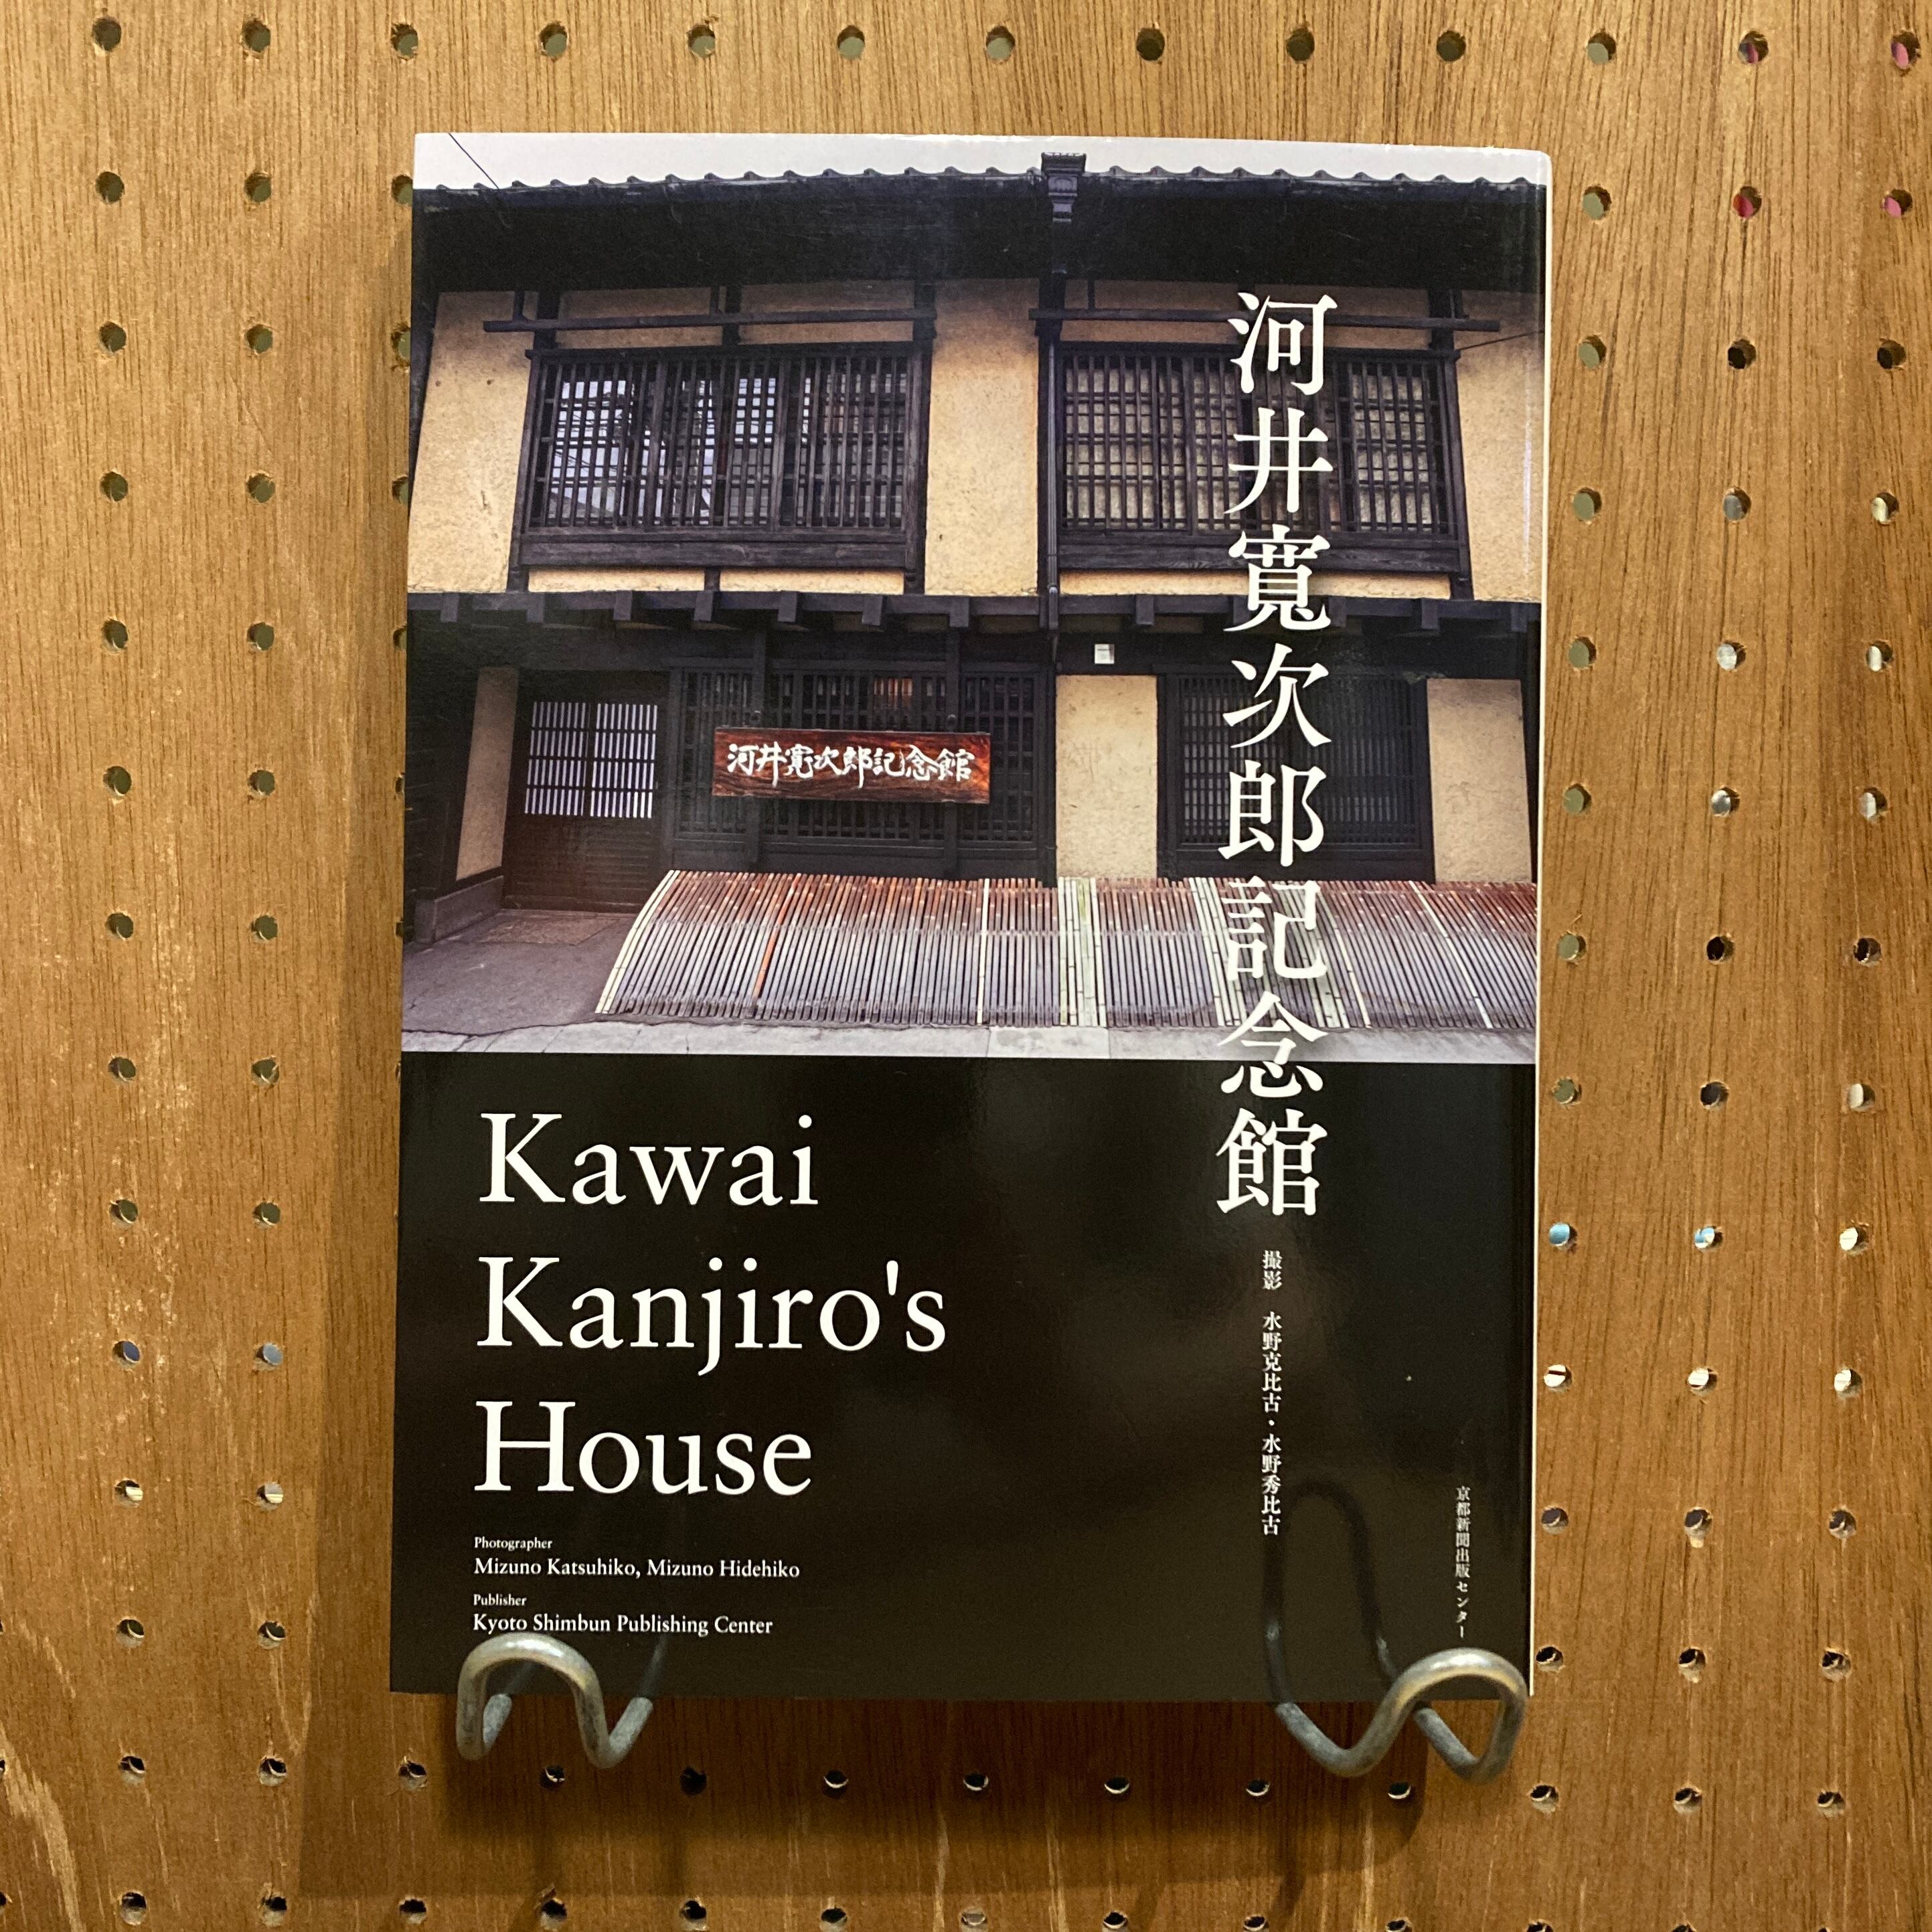 河井寬次郎記念館
河井寬次郎記念館
撮影 水野克比古・水野秀比古
京都新聞出版センター
Kawai
Kanjiro's
House
Photographer
Mizuno Katsuhiko, Mizuno Hidehiko
Publisher
Kyoto Shimbun Publishing Center